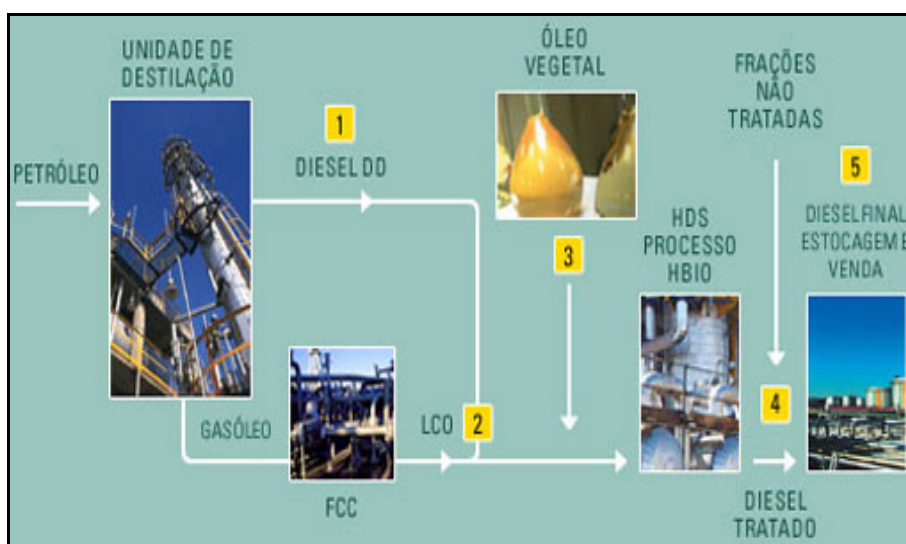 UNIDADE DE
DESTILAÇÃO
PETRÓLEO
1
DIESEL DD
GASÓLEO
FCC
LCO
2
ÓLEO
VEGETAL
3
HDS
PROCESSO
HBIO
FRAÇÕES
NÃO
TRATADAS
4
DIESEL
TRATADO
5
DIESEL FINAL
ESTOCAGEM E
VENDA